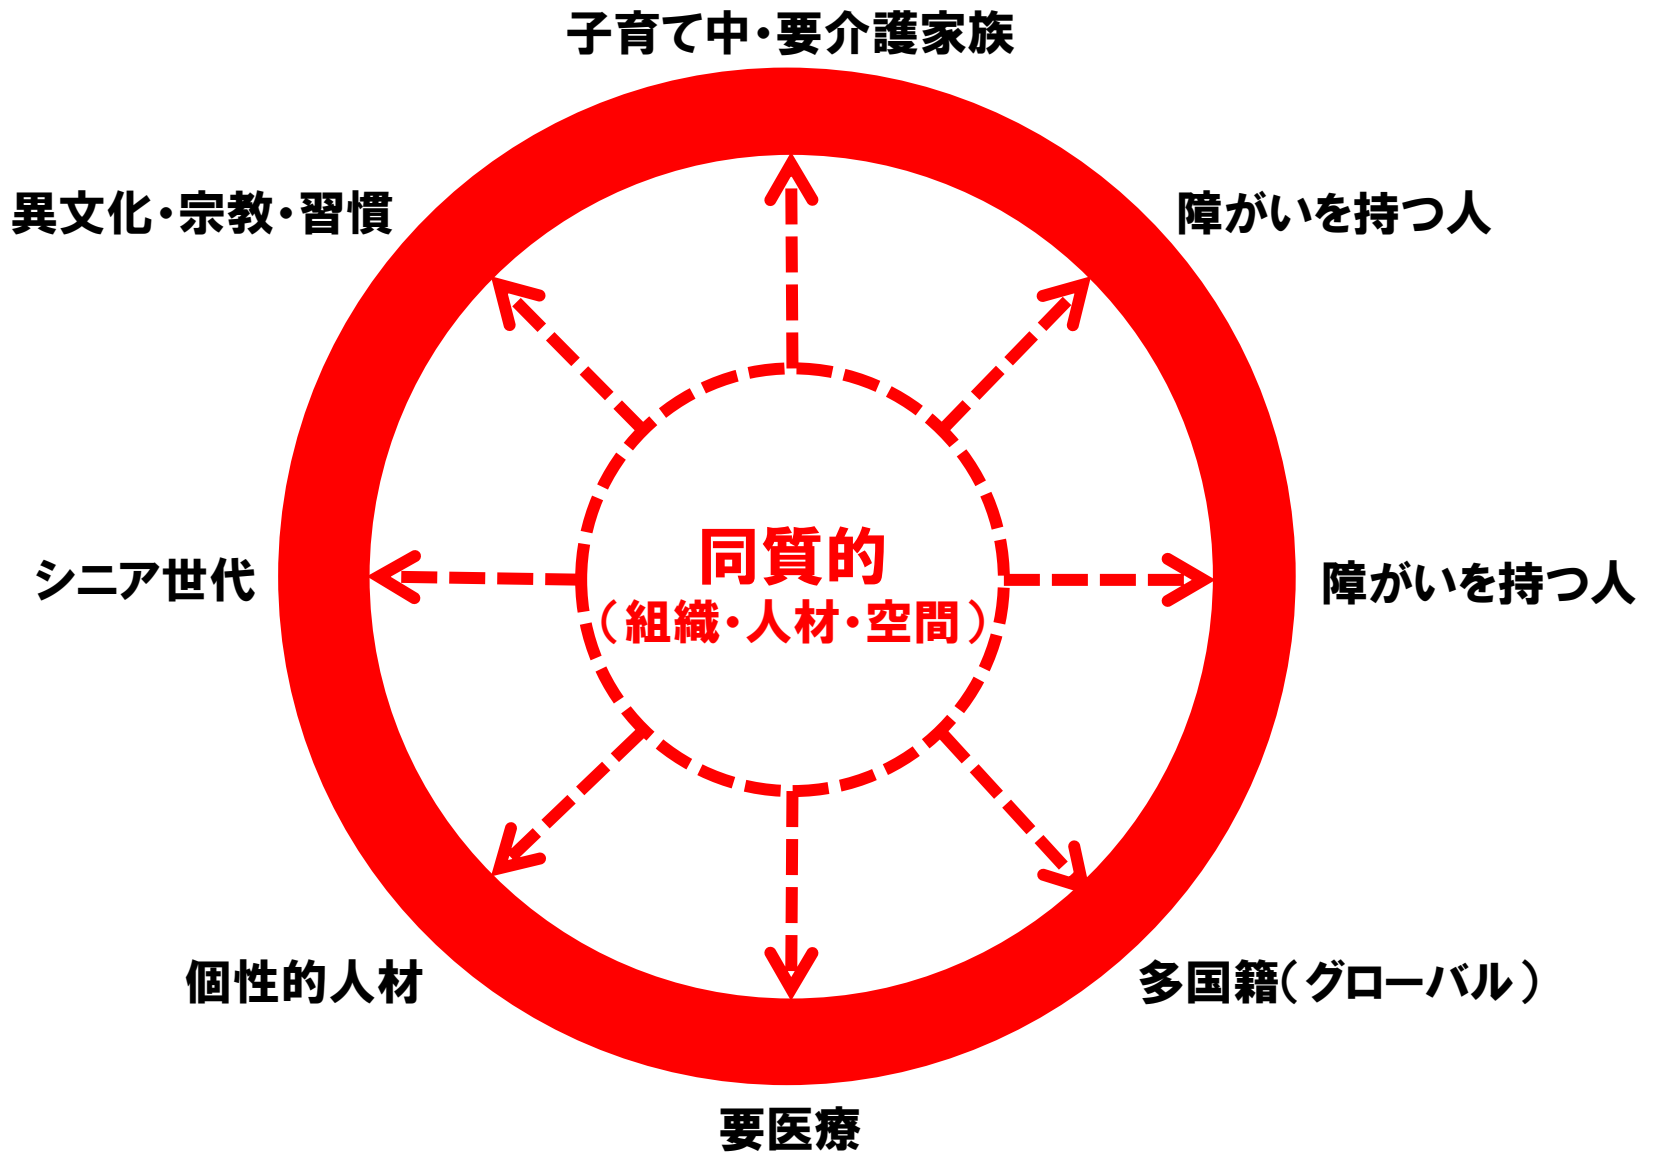 子育て中・要介護家族
異文化・宗教・習慣
障がいを持つ人
同質的
（組織・人材・空間）
シニア世代
障がいを持つ人
個性的人材
多国籍（グローバル）
要医療